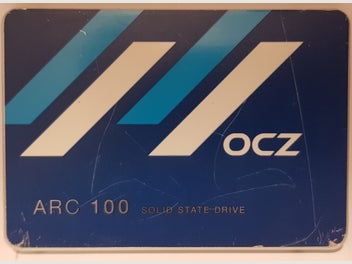 OCZ
ARC 100 SOLID STATE DRIVE